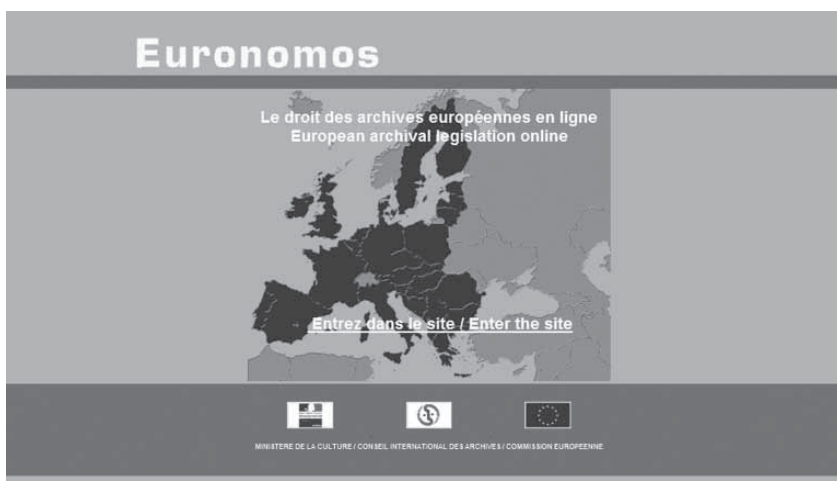 Euronomos
Le droit des archives européennes en ligne
European archival legislation online
Entrez dans le site / Enter the site
MINISTERE DE LA CULTURE / CONSEIL INTERNATIONAL DES ARCHIVES / COMMISSION EUROPEENNE